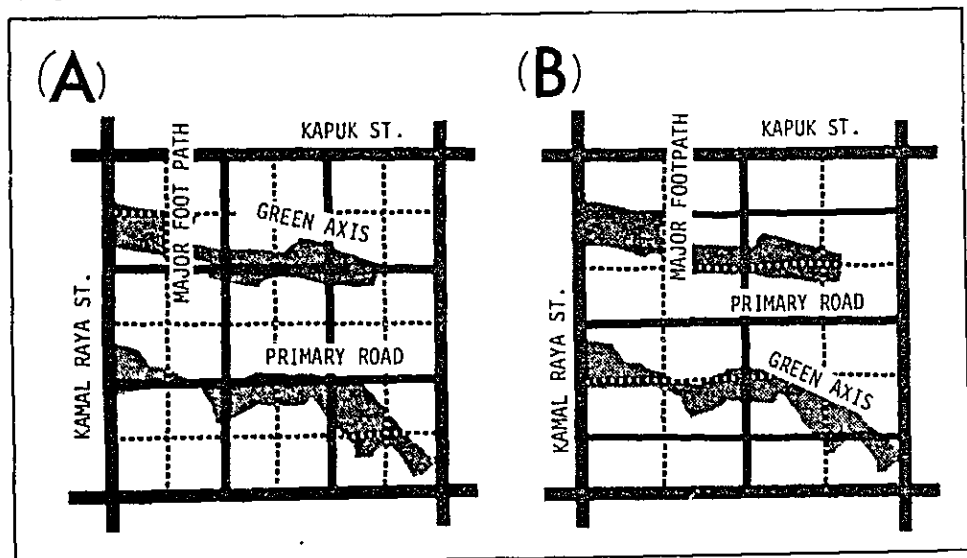 (A)
KAPUK ST.
MAJOR FOOT PATH
GREEN AXIS
KAMAL RAYA ST.
PRIMARY ROAD
(B)
KAPUK ST.
MAJOR FOOTPATH
PRIMARY ROAD
KAMAL RAYA ST.
GREEN AXIS